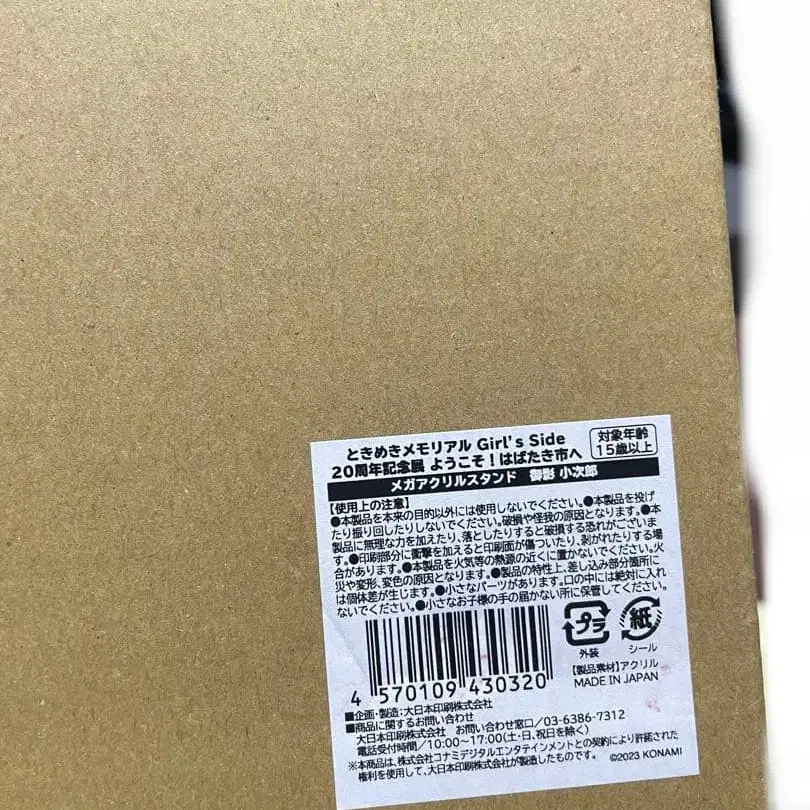 ときめきメモリアル Girl's Side
20周年記念展 ようこそ！はばたき市へ
対象年齢
15歳以上
メガアクリルスタンド 御影 小次郎
【使用上の注意】
●本製品を本来の目的以外には使用しないでください。●本製品を投げ
たり振り回したりしないでください。破損や怪我の原因となります。●本
製品に無理な力を加えたり、落としたりすると破損する恐れがございま
す。●印刷部分に衝撃を加えると印刷面が傷ついたり、剥がれたりする場
合があります。●本製品を火気等の熱源の近くに置かないでください。火
災や変形、変色の原因となります。●製品の特性上、差し込み部分箇所に
は個体差が生じます。●小さなパーツがあります。口の中には絶対に入れ
ないでください。●小さなお子様の手の届かない所に保管してください。
プラ
外装
紙
シール
【製品素材】アクリル
MADE IN JAPAN
4 570109 430320
■企画・製造：大日本印刷株式会社
■商品に関するお問い合わせ
大日本印刷株式会社 お問い合わせ窓口／03-6386-7312
電話受付時間／10:00〜17:00(土・日、祝日を除く)
※本商品は、株式会社コナミデジタルエンタテインメントとの契約により許諾された
権利を使用して、大日本印刷株式会社が製造したものです。 ©2023 KONAMI